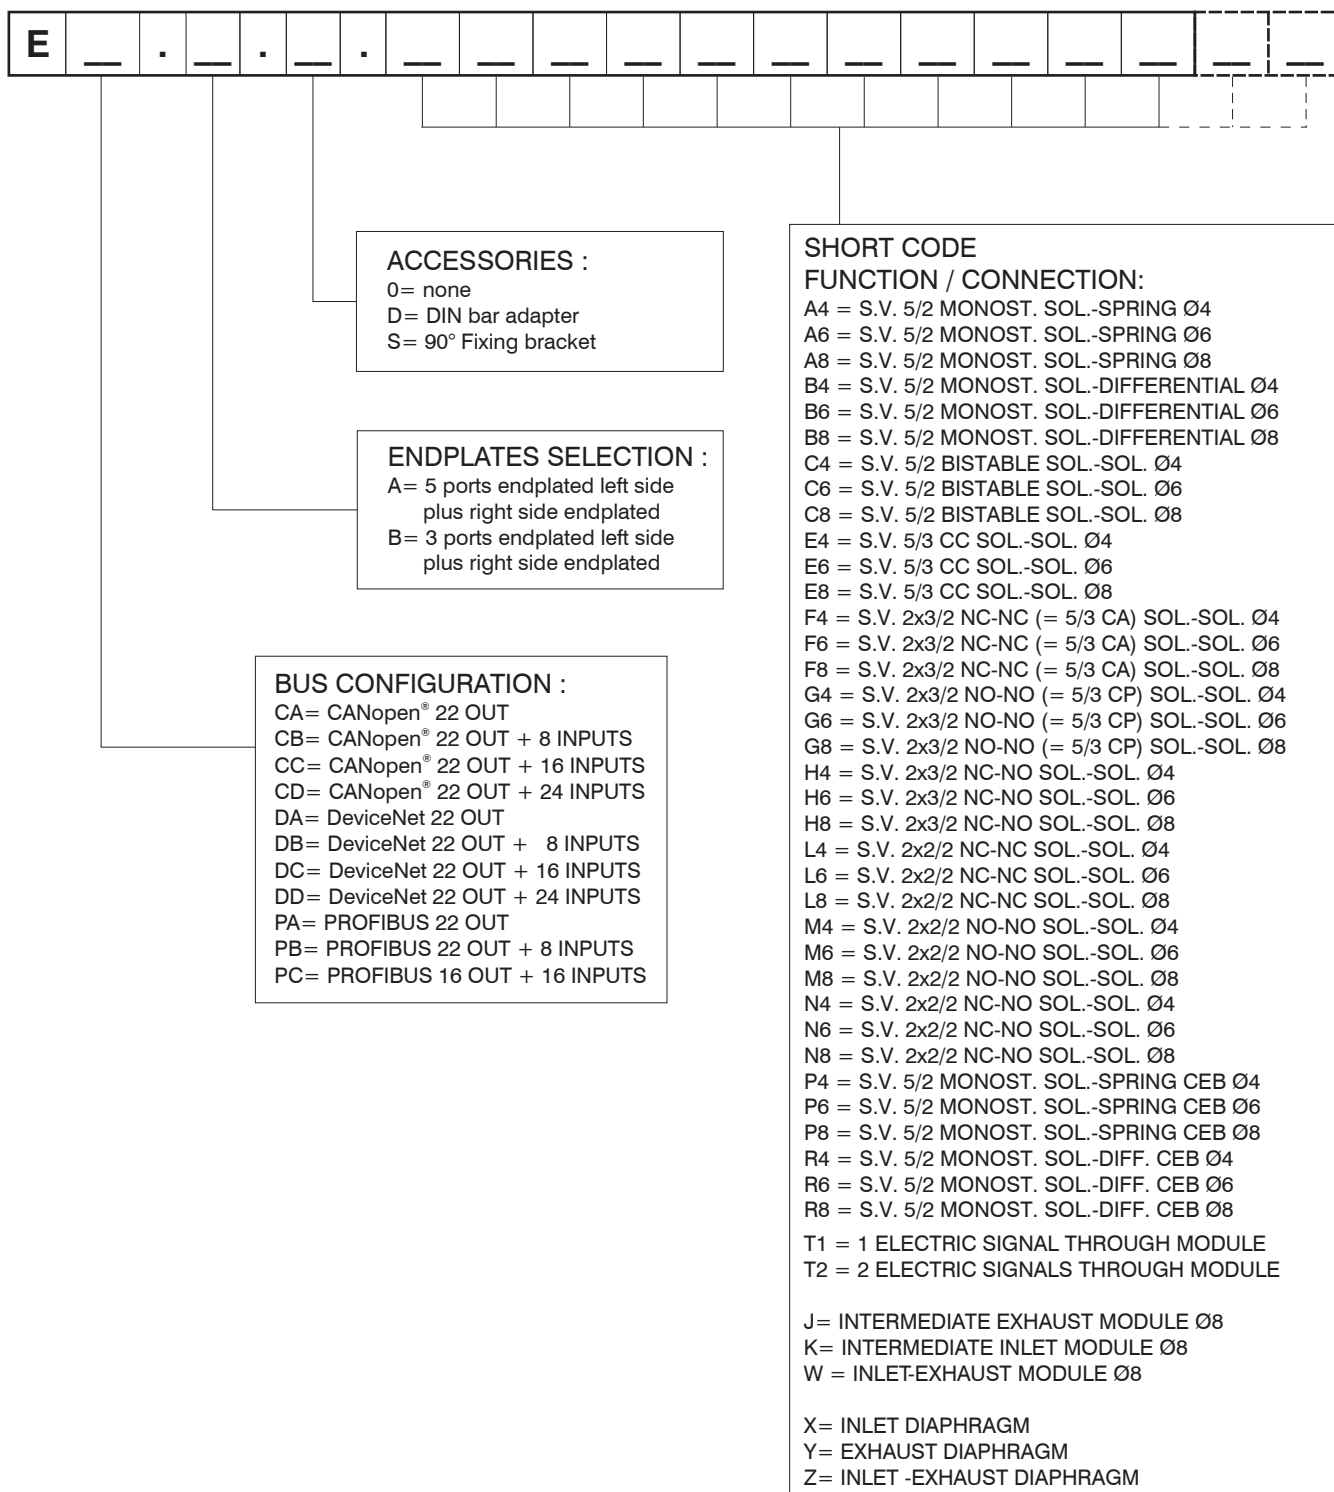 E __ . __ . __ . __ __ __ __ __ __ __ __ __ __ __ __ __
ACCESSORIES :
0= none
D= DIN bar adapter
S= 90° Fixing bracket
ENDPLATES SELECTION :
A= 5 ports endplated left side
plus right side endplated
B= 3 ports endplated left side
plus right side endplated
BUS CONFIGURATION :
CA= CANopen® 22 OUT
CB= CANopen® 22 OUT + 8 INPUTS
CC= CANopen® 22 OUT + 16 INPUTS
CD= CANopen® 22 OUT + 24 INPUTS
DA= DeviceNet 22 OUT
DB= DeviceNet 22 OUT + 8 INPUTS
DC= DeviceNet 22 OUT + 16 INPUTS
DD= DeviceNet 22 OUT + 24 INPUTS
PA= PROFIBUS 22 OUT
PB= PROFIBUS 22 OUT + 8 INPUTS
PC= PROFIBUS 16 OUT + 16 INPUTS
SHORT CODE
FUNCTION / CONNECTION:
A4 = S.V. 5/2 MONOST. SOL.-SPRING Ø4
A6 = S.V. 5/2 MONOST. SOL.-SPRING Ø6
A8 = S.V. 5/2 MONOST. SOL.-SPRING Ø8
B4 = S.V. 5/2 MONOST. SOL.-DIFFERENTIAL Ø4
B6 = S.V. 5/2 MONOST. SOL.-DIFFERENTIAL Ø6
B8 = S.V. 5/2 MONOST. SOL.-DIFFERENTIAL Ø8
C4 = S.V. 5/2 BISTABLE SOL.-SOL. Ø4
C6 = S.V. 5/2 BISTABLE SOL.-SOL. Ø6
C8 = S.V. 5/2 BISTABLE SOL.-SOL. Ø8
E4 = S.V. 5/3 CC SOL.-SOL. Ø4
E6 = S.V. 5/3 CC SOL.-SOL. Ø6
E8 = S.V. 5/3 CC SOL.-SOL. Ø8
F4 = S.V. 2x3/2 NC-NC (= 5/3 CA) SOL.-SOL. Ø4
F6 = S.V. 2x3/2 NC-NC (= 5/3 CA) SOL.-SOL. Ø6
F8 = S.V. 2x3/2 NC-NC (= 5/3 CA) SOL.-SOL. Ø8
G4 = S.V. 2x3/2 NO-NO (= 5/3 CP) SOL.-SOL. Ø4
G6 = S.V. 2x3/2 NO-NO (= 5/3 CP) SOL.-SOL. Ø6
G8 = S.V. 2x3/2 NO-NO (= 5/3 CP) SOL.-SOL. Ø8
H4 = S.V. 2x3/2 NC-NO SOL.-SOL. Ø4
H6 = S.V. 2x3/2 NC-NO SOL.-SOL. Ø6
H8 = S.V. 2x3/2 NC-NO SOL.-SOL. Ø8
L4 = S.V. 2x2/2 NC-NC SOL.-SOL. Ø4
L6 = S.V. 2x2/2 NC-NC SOL.-SOL. Ø6
L8 = S.V. 2x2/2 NC-NC SOL.-SOL. Ø8
M4 = S.V. 2x2/2 NO-NO SOL.-SOL. Ø4
M6 = S.V. 2x2/2 NO-NO SOL.-SOL. Ø6
M8 = S.V. 2x2/2 NO-NO SOL.-SOL. Ø8
N4 = S.V. 2x2/2 NC-NO SOL.-SOL. Ø4
N6 = S.V. 2x2/2 NC-NO SOL.-SOL. Ø6
N8 = S.V. 2x2/2 NC-NO SOL.-SOL. Ø8
P4 = S.V. 5/2 MONOST. SOL.-SPRING CEB Ø4
P6 = S.V. 5/2 MONOST. SOL.-SPRING CEB Ø6
P8 = S.V. 5/2 MONOST. SOL.-SPRING CEB Ø8
R4 = S.V. 5/2 MONOST. SOL.-DIFF. CEB Ø4
R6 = S.V. 5/2 MONOST. SOL.-DIFF. CEB Ø6
R8 = S.V. 5/2 MONOST. SOL.-DIFF. CEB Ø8
T1 = 1 ELECTRIC SIGNAL THROUGH MODULE
T2 = 2 ELECTRIC SIGNALS THROUGH MODULE
J= INTERMEDIATE EXHAUST MODULE Ø8
K= INTERMEDIATE INLET MODULE Ø8
W = INLET-EXHAUST MODULE Ø8
X= INLET DIAPHRAGM
Y= EXHAUST DIAPHRAGM
Z= INLET -EXHAUST DIAPHRAGM